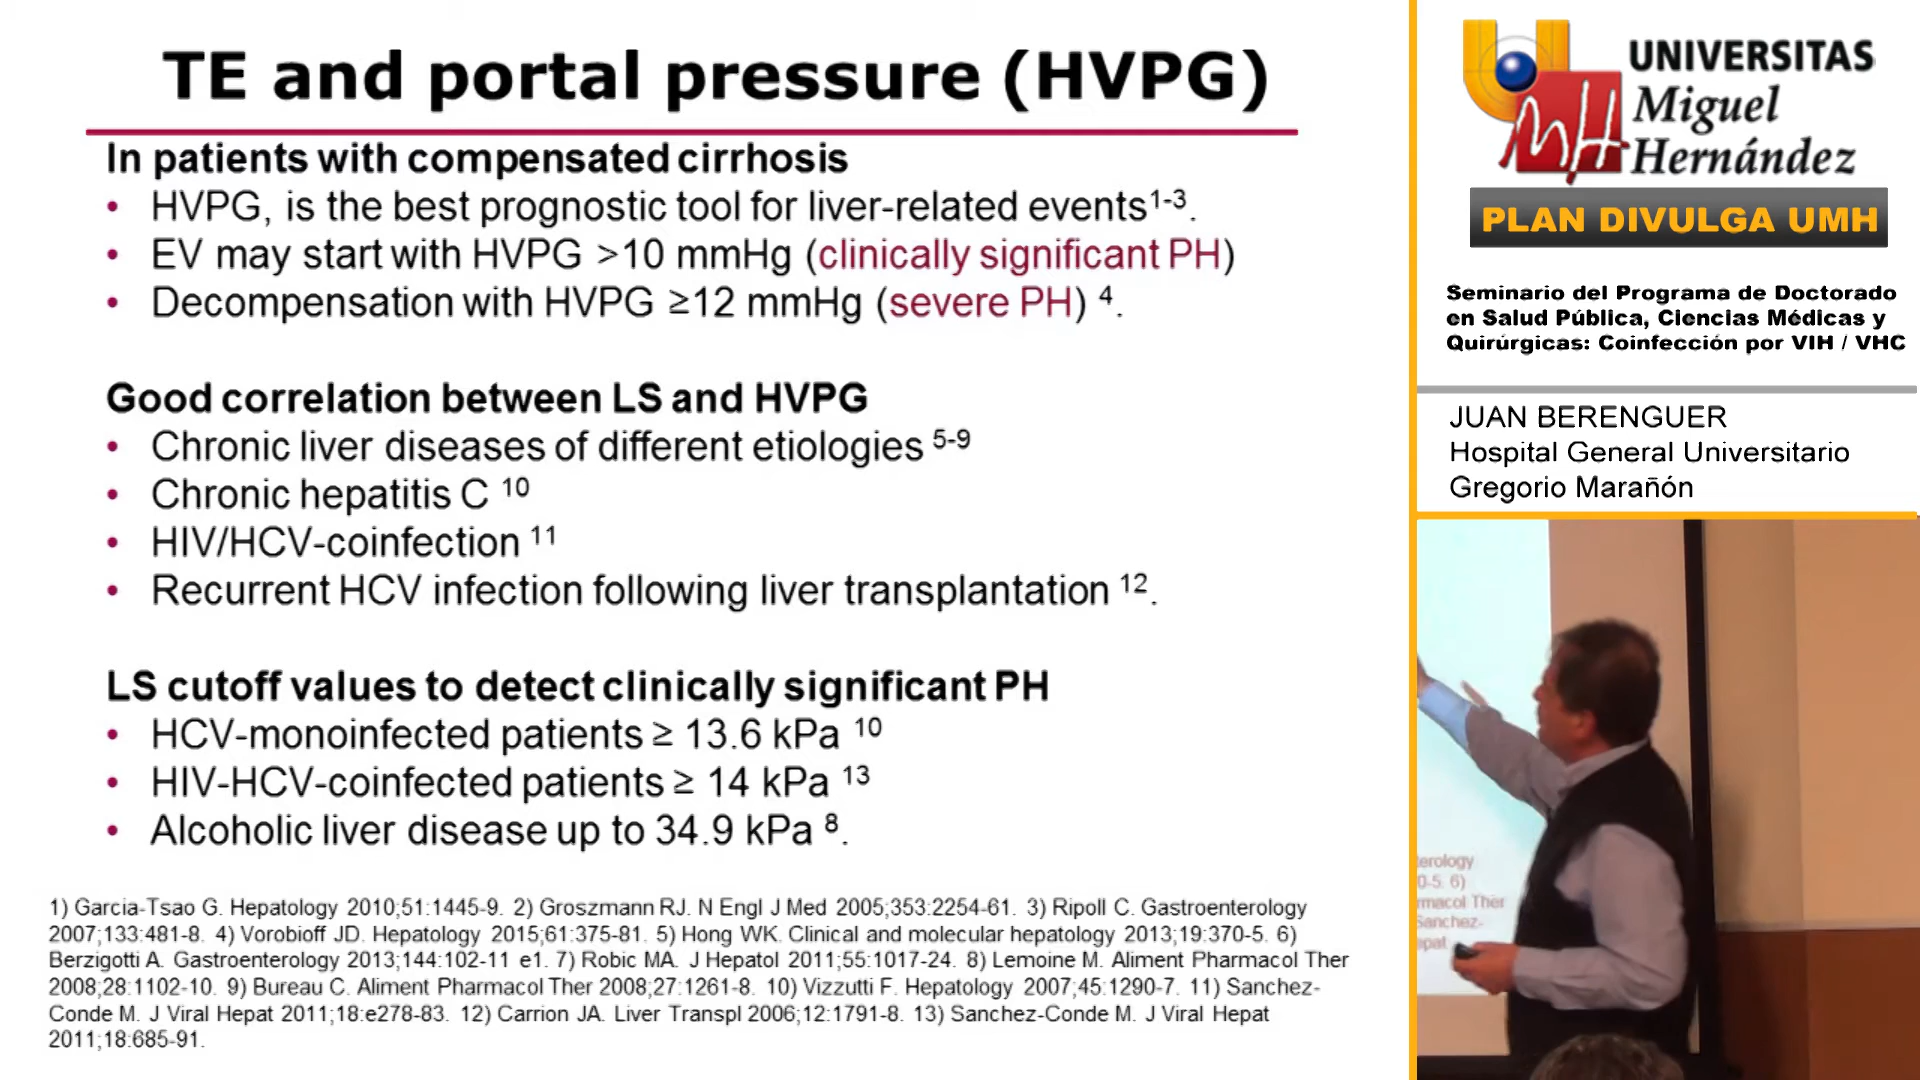 TE and portal pressure (HVPG)
In patients with compensated cirrhosis
• HVPG, is the best prognostic tool for liver-related events1-3.
• EV may start with HVPG >10 mmHg (clinically significant PH)
• Decompensation with HVPG ≥12 mmHg (severe PH) 4.
Good correlation between LS and HVPG
• Chronic liver diseases of different etiologies 5-9
• Chronic hepatitis C 10
• HIV/HCV-coinfection 11
• Recurrent HCV infection following liver transplantation 12.
LS cutoff values to detect clinically significant PH
• HCV-monoinfected patients ≥ 13.6 kPa 10
• HIV-HCV-coinfected patients ≥ 14 kPa 13
• Alcoholic liver disease up to 34.9 kPa 8.
1) Garcia-Tsao G. Hepatology 2010;51:1445-9. 2) Groszmann RJ. N Engl J Med 2005;353:2254-61. 3) Ripoll C. Gastroenterology
2007;133:481-8. 4) Vorobioff JD. Hepatology 2015;61:375-81. 5) Hong WK. Clinical and molecular hepatology 2013;19:370-5. 6)
Berzigotti A. Gastroenterology 2013;144:102-11 e1. 7) Robic MA. J Hepatol 2011;55:1017-24. 8) Lemoine M. Aliment Pharmacol Ther
2008;28:1102-10. 9) Bureau C. Aliment Pharmacol Ther 2008;27:1261-8. 10) Vizzutti F. Hepatology 2007;45:1290-7. 11) Sanchez-
Conde M. J Viral Hepat 2011;18:e278-83. 12) Carrion JA. Liver Transpl 2006;12:1791-8. 13) Sanchez-Conde M. J Viral Hepat
2011;18:685-91.
UNIVERSITAS
Miguel
Hernández
PLAN DIVULGA UMH
Seminario del Programa de Doctorado
en Salud Pública, Ciencias Médicas y
Quirúrgicas: Coinfección por VIH / VHC
JUAN BERENGUER
Hospital General Universitario
Gregorio Marañón
erology
0-5. 6)
rmacol Ther
Sanchez-
epat